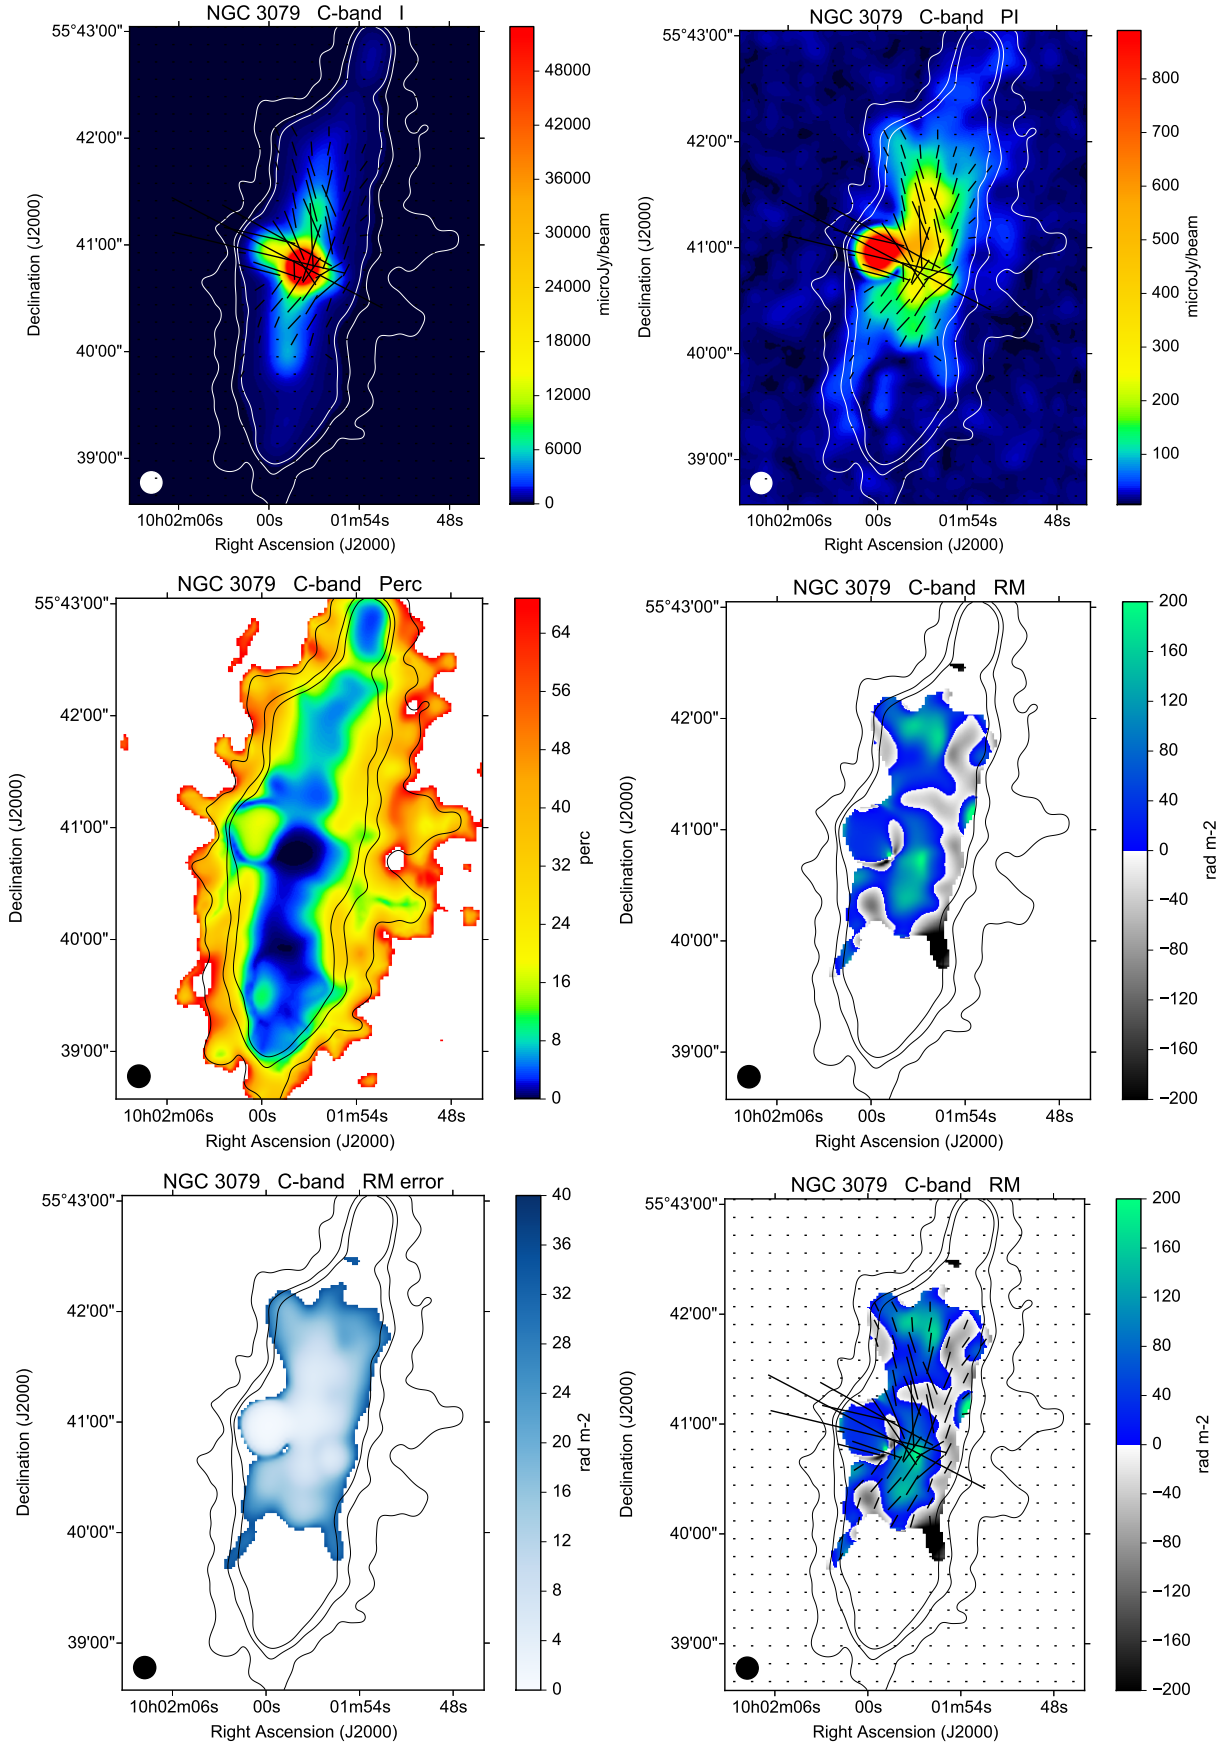 NGC 3079 C-band I
55°43'00"
42'00"
41'00"
40'00"
39'00"
Declination (J2000)
10h02m06s 00s 01m54s 48s
Right Ascension (J2000)
48000
42000
36000
30000
24000
18000
12000
6000
0
microJy/beam
NGC 3079 C-band PI
55°43'00"
42'00"
41'00"
40'00"
39'00"
Declination (J2000)
10h02m06s 00s 01m54s 48s
Right Ascension (J2000)
800
700
600
500
400
300
200
100
microJy/beam
NGC 3079 C-band Perc
55°43'00"
42'00"
41'00"
40'00"
39'00"
Declination (J2000)
10h02m06s 00s 01m54s 48s
Right Ascension (J2000)
64
56
48
40
32
24
16
8
0
perc
NGC 3079 C-band RM
55°43'00"
42'00"
41'00"
40'00"
39'00"
Declination (J2000)
10h02m06s 00s 01m54s 48s
Right Ascension (J2000)
200
160
120
80
40
0
−40
−80
−120
−160
−200
rad m-2
NGC 3079 C-band RM error
55°43'00"
42'00"
41'00"
40'00"
39'00"
Declination (J2000)
10h02m06s 00s 01m54s 48s
Right Ascension (J2000)
40
36
32
28
24
20
16
12
8
4
0
rad m-2
NGC 3079 C-band RM
55°43'00"
42'00"
41'00"
40'00"
39'00"
Declination (J2000)
10h02m06s 00s 01m54s 48s
Right Ascension (J2000)
200
160
120
80
40
0
−40
−80
−120
−160
−200
rad m-2